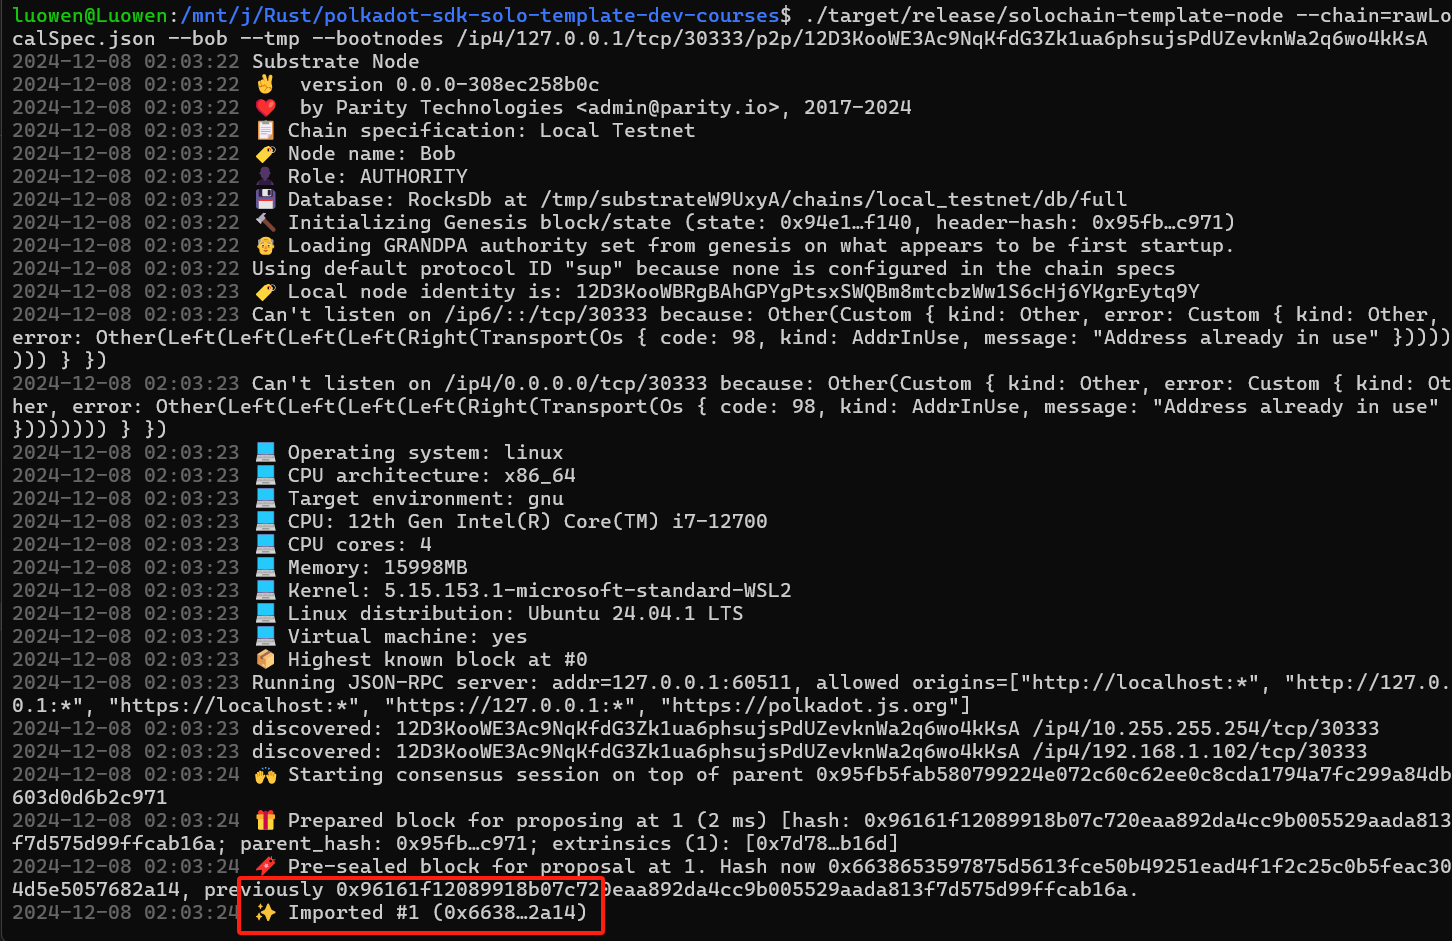 luowen@Luowen:/mnt/j/Rust/polkadot-sdk-solo-template-dev-courses$ ./target/release/solochain-template-node --chain=rawLo
calSpec.json --bob --tmp --bootnodes /ip4/127.0.0.1/tcp/30333/p2p/12D3KooWE3Ac9NqKfdG3Zk1ua6phsujsPdUZevknWa2q6wo4kKsA
2024-12-08 02:03:22 Substrate Node
2024-12-08 02:03:22 ✌️  version 0.0.0-308ec258b0c
2024-12-08 02:03:22 ❤️  by Parity Technologies <admin@parity.io>, 2017-2024
2024-12-08 02:03:22 📋 Chain specification: Local Testnet
2024-12-08 02:03:22 🏷 Node name: Bob
2024-12-08 02:03:22 👤 Role: AUTHORITY
2024-12-08 02:03:22 💾 Database: RocksDb at /tmp/substrateW9UxyA/chains/local_testnet/db/full
2024-12-08 02:03:22 🔨 Initializing Genesis block/state (state: 0x94e1…f140, header-hash: 0x95fb…c971)
2024-12-08 02:03:22 👴 Loading GRANDPA authority set from genesis on what appears to be first startup.
2024-12-08 02:03:22 Using default protocol ID "sup" because none is configured in the chain specs
2024-12-08 02:03:23 🏷 Local node identity is: 12D3KooWBRgBAhGPYgPtsxSWQBm8mtcbzWw1S6cHj6YKgrEytq9Y
2024-12-08 02:03:23 Can't listen on /ip6/::/tcp/30333 because: Other(Custom { kind: Other, error: Custom { kind: Other,
error: Other(Left(Left(Left(Left(Right(Transport(Os { code: 98, kind: AddrInUse, message: "Address already in use" })))))
))) } })
2024-12-08 02:03:23 Can't listen on /ip4/0.0.0.0/tcp/30333 because: Other(Custom { kind: Other, error: Custom { kind: Ot
her, error: Other(Left(Left(Left(Left(Right(Transport(Os { code: 98, kind: AddrInUse, message: "Address already in use"
})))))))) } })
2024-12-08 02:03:23 💻 Operating system: linux
2024-12-08 02:03:23 💻 CPU architecture: x86_64
2024-12-08 02:03:23 💻 Target environment: gnu
2024-12-08 02:03:23 💻 CPU: 12th Gen Intel(R) Core(TM) i7-12700
2024-12-08 02:03:23 💻 CPU cores: 4
2024-12-08 02:03:23 💻 Memory: 15998MB
2024-12-08 02:03:23 💻 Kernel: 5.15.153.1-microsoft-standard-WSL2
2024-12-08 02:03:23 💻 Linux distribution: Ubuntu 24.04.1 LTS
2024-12-08 02:03:23 💻 Virtual machine: yes
2024-12-08 02:03:23 📦 Highest known block at #0
2024-12-08 02:03:23 Running JSON-RPC server: addr=127.0.0.1:60511, allowed origins=["http://localhost:*", "http://127.0.
0.1:*", "https://localhost:*", "https://127.0.0.1:*", "https://polkadot.js.org"]
2024-12-08 02:03:23 discovered: 12D3KooWE3Ac9NqKfdG3Zk1ua6phsujsPdUZevknWa2q6wo4kKsA /ip4/10.255.255.254/tcp/30333
2024-12-08 02:03:23 discovered: 12D3KooWE3Ac9NqKfdG3Zk1ua6phsujsPdUZevknWa2q6wo4kKsA /ip4/192.168.1.102/tcp/30333
2024-12-08 02:03:24 🙌 Starting consensus session on top of parent 0x95fb5fab580799224e072c60c62ee0c8cda1794a7fc299a84db
603d0d6b2c971
2024-12-08 02:03:24 🎁 Prepared block for proposing at 1 (2 ms) [hash: 0x96161f12089918b07c720eaa892da4cc9b005529aada813
f7d575d99ffcab16a; parent_hash: 0x95fb…c971; extrinsics (1): [0x7d78…b16d]
2024-12-08 02:03:24 🔖 Pre-sealed block for proposal at 1. Hash now 0x6638653597875d5613fce50b49251ead4f1f2c25c0b5feac30
4d5e5057682a14, previously 0x96161f12089918b07c720eaa892da4cc9b005529aada813f7d575d99ffcab16a.
2024-12-08 02:03:24 ✨ Imported #1 (0x6638…2a14)